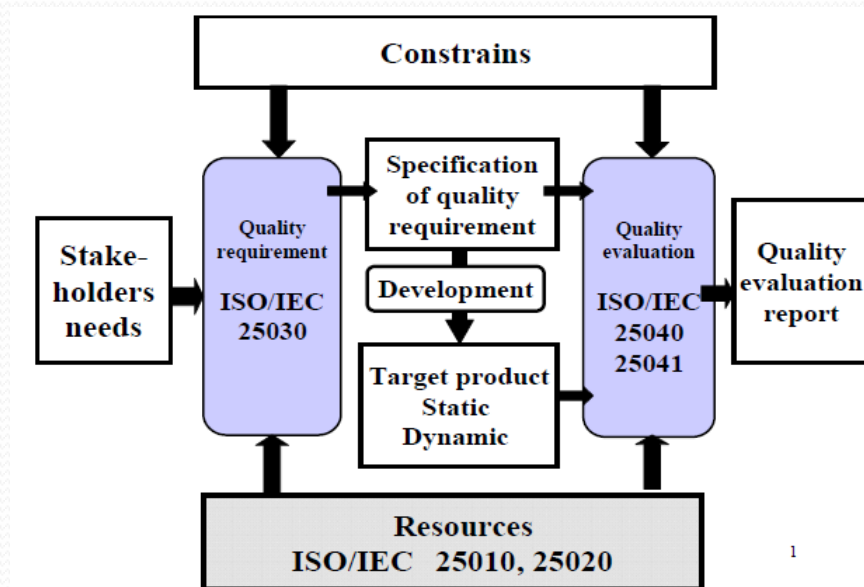 Constrains
Stake-
holders
needs
Quality
requirement
ISO/IEC
25030
Specification
of quality
requirement
Development
Target product
Static
Dynamic
Quality
evaluation
ISO/IEC
25040
25041
Quality
evaluation
report
Resources
ISO/IEC 25010, 25020
1